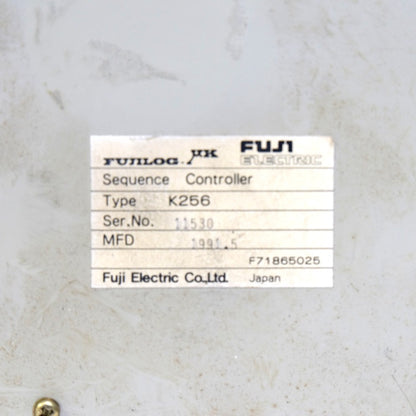 FUJILOG μK FUJI ELECTRIC
Sequence Controller
Type K256
Ser.No. 11530
MFD 1991.5
F71865025
Fuji Electric Co.,Ltd. Japan